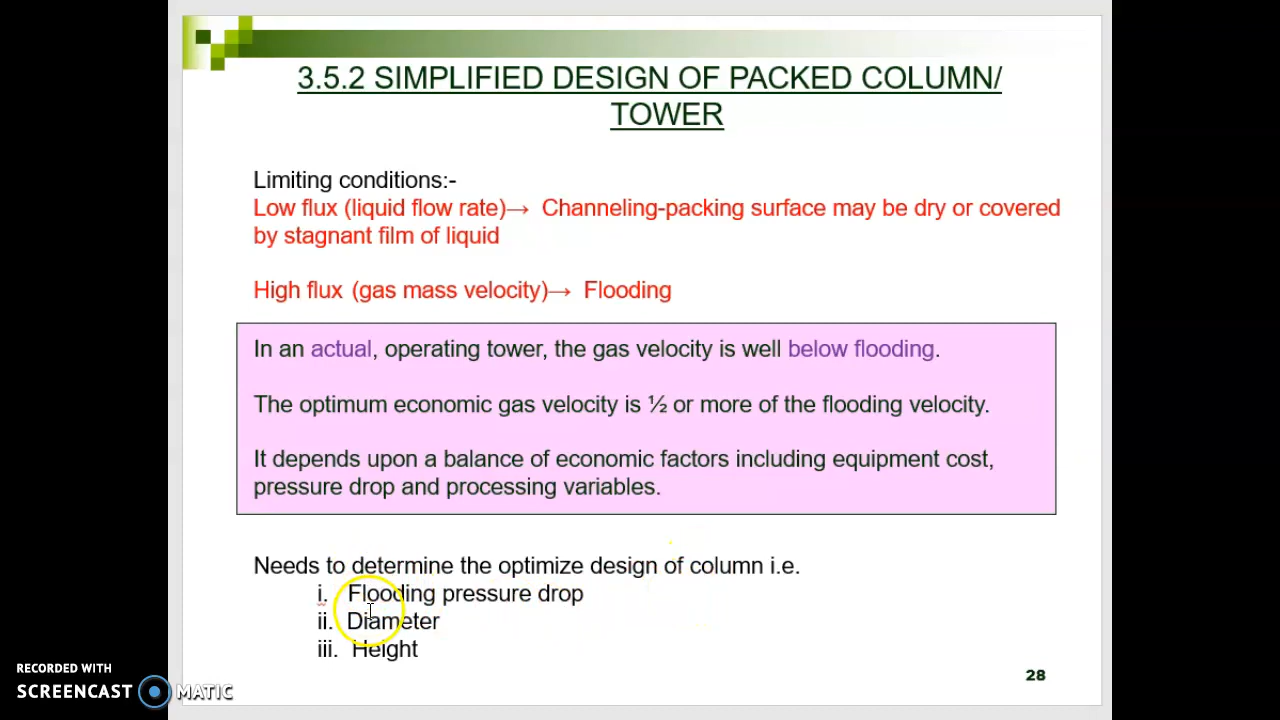 3.5.2 SIMPLIFIED DESIGN OF PACKED COLUMN/
TOWER
Limiting conditions:-
Low flux (liquid flow rate)→ Channeling-packing surface may be dry or covered
by stagnant film of liquid
High flux (gas mass velocity)→ Flooding
In an actual, operating tower, the gas velocity is well below flooding.
The optimum economic gas velocity is ½ or more of the flooding velocity.
It depends upon a balance of economic factors including equipment cost,
pressure drop and processing variables.
Needs to determine the optimize design of column i.e.
i. Flooding pressure drop
ii. Diameter
iii. Height
28
RECORDED WITH
SCREENCAST MATIC